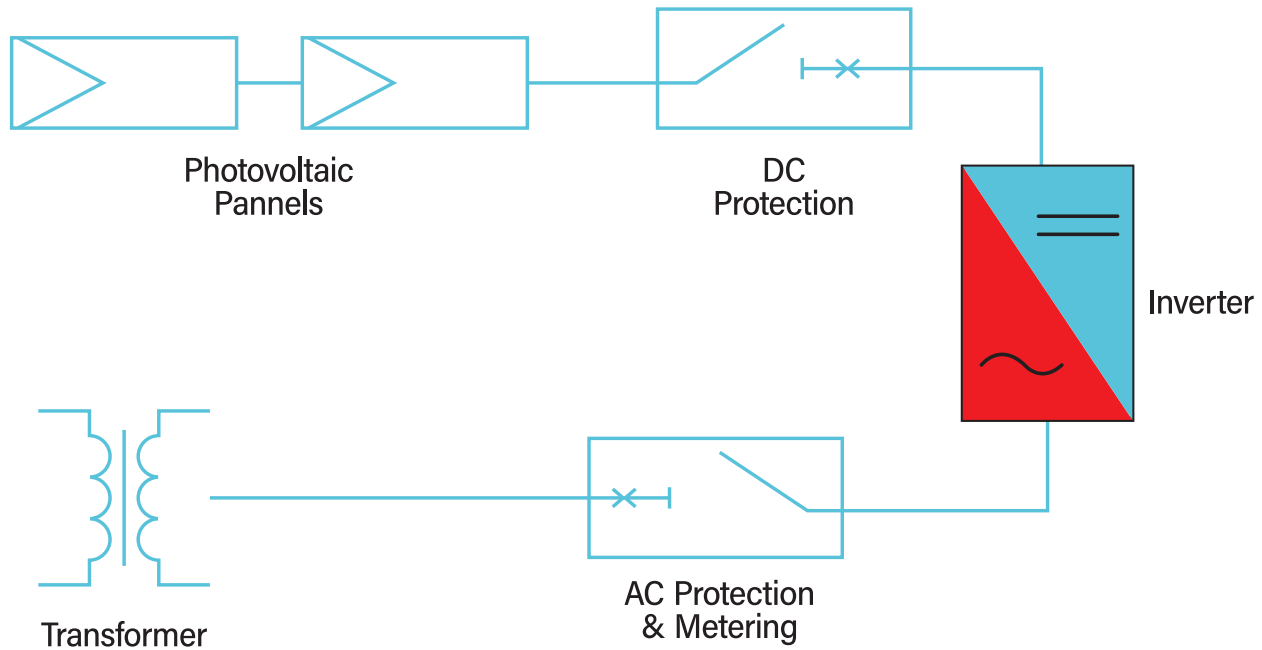 Photovoltaic
Pannels
DC
Protection
Inverter
AC Protection
& Metering
Transformer